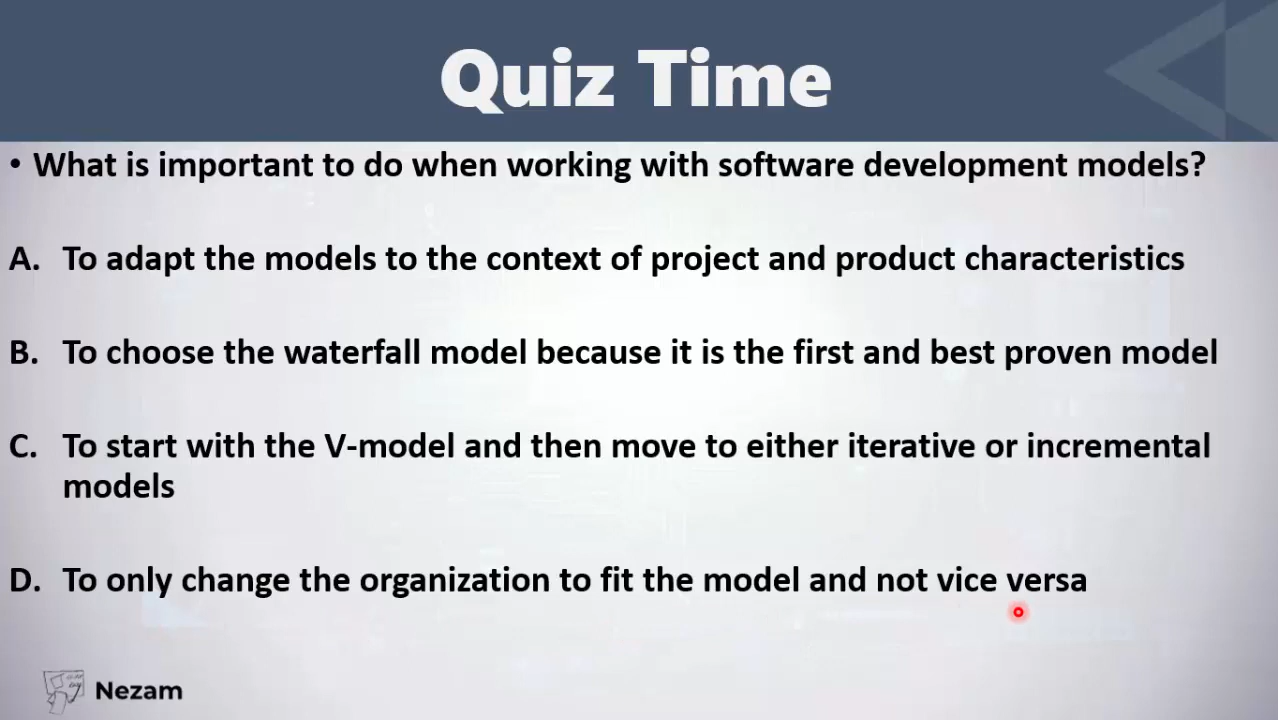 Quiz Time
• What is important to do when working with software development models?
A. To adapt the models to the context of project and product characteristics
B. To choose the waterfall model because it is the first and best proven model
C. To start with the V-model and then move to either iterative or incremental
models
D. To only change the organization to fit the model and not vice versa
Nezam